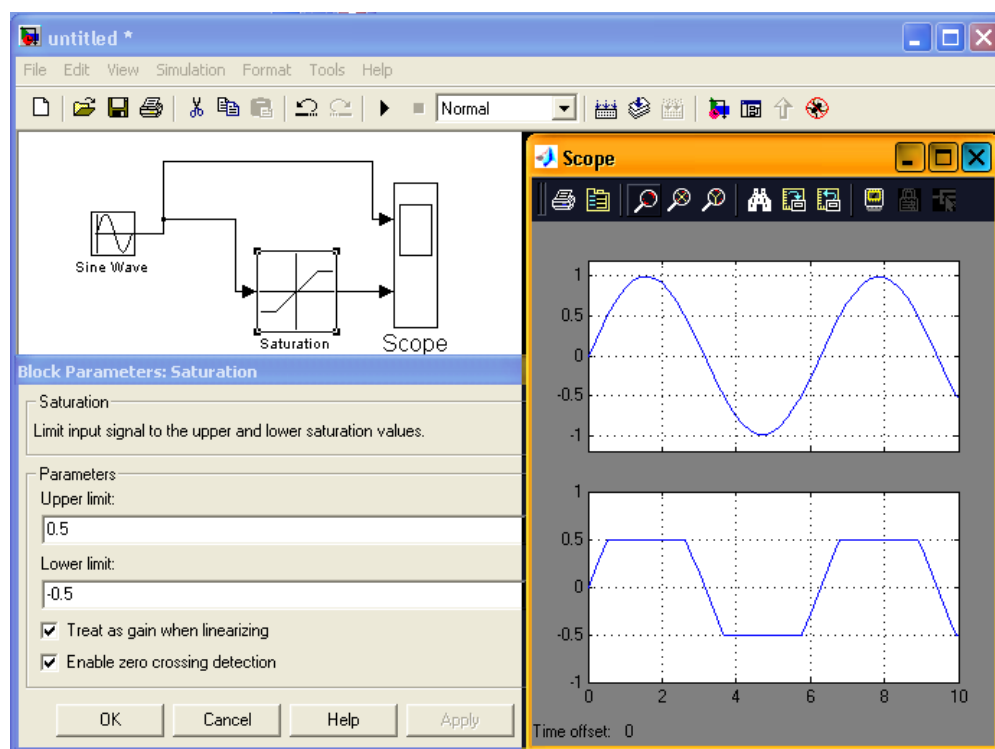 untitled *
File Edit View Simulation Format Tools Help
Normal
Sine Wave
Saturation
Scope
Block Parameters: Saturation
Saturation
Limit input signal to the upper and lower saturation values.
Parameters
Upper limit:
0.5
Lower limit:
-0.5
Treat as gain when linearizing
Enable zero crossing detection
OK Cancel Help Apply
Scope
1
0.5
0
-0.5
-1
1
0.5
0
-0.5
-1
0 2 4 6 8 10
Time offset: 0